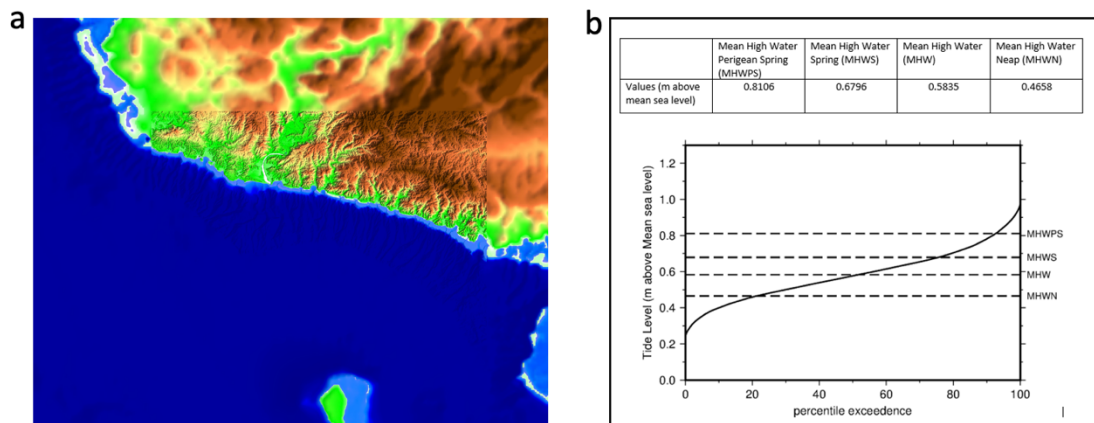 a
b
Mean High Water
Perigean Spring
(MHWPS)
Mean High Water
Spring (MHWS)
Mean High Water
(MHW)
Mean High Water
Neap (MHWN)
Values (m above
mean sea level)
0.8106
0.6796
0.5835
0.4658
Tide Level (m above Mean sea level)
1.2
1.0
0.8
0.6
0.4
0.2
0.0
MHWPS
MHWS
MHW
MHWN
0 20 40 60 80 100
percentile exceedence